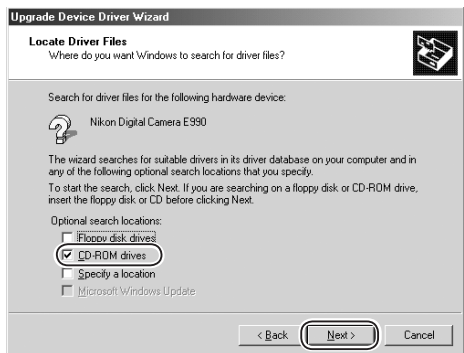 Upgrade Device Driver Wizard
Locate Driver Files
Where do you want Windows to search for driver files?
Search for driver files for the following hardware device:
Nikon Digital Camera E990
The wizard searches for suitable drivers in its driver database on your computer and in
any of the following optional search locations that you specify.
To start the search, click Next. If you are searching on a floppy disk or CD-ROM drive,
insert the floppy disk or CD before clicking Next.
Optional search locations:
Floppy disk drives
CD-ROM drives
Specify a location
Microsoft Windows Update
< Back
Next >
Cancel